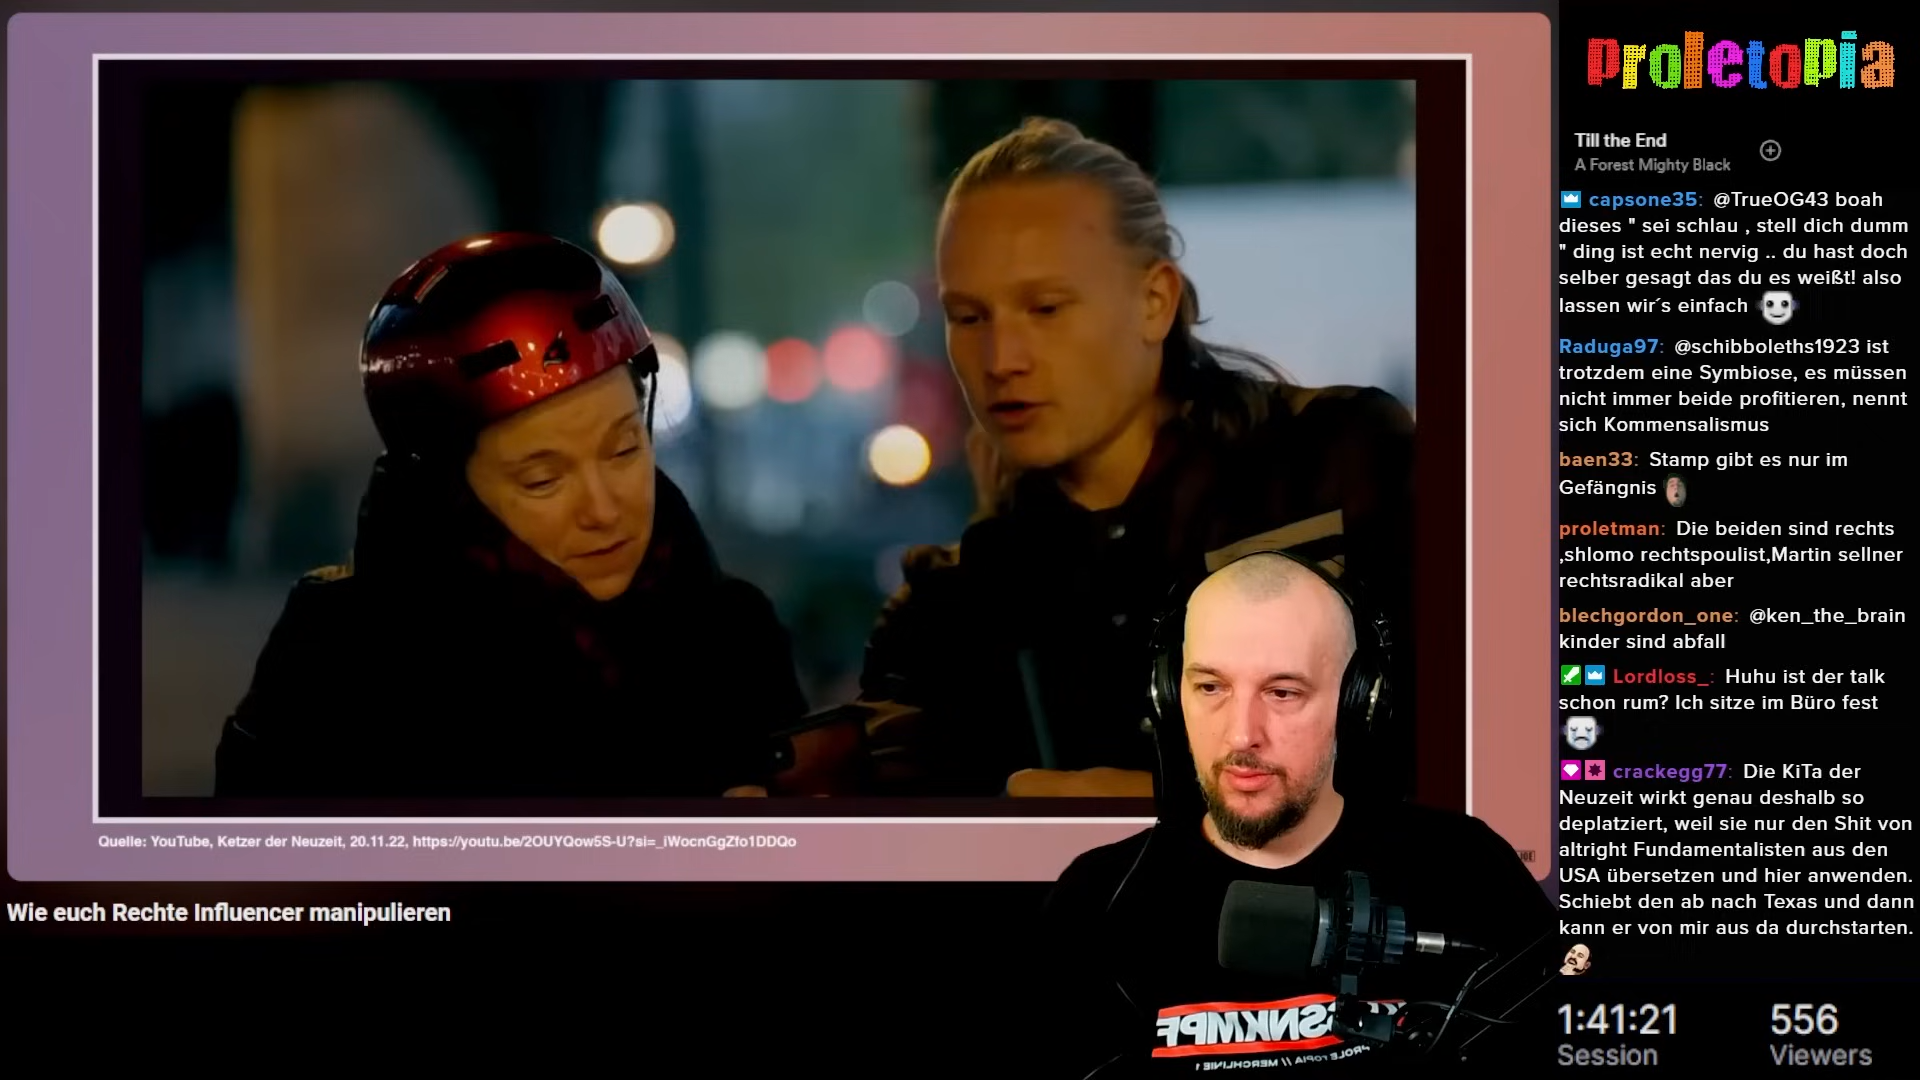 Proletopia
Till the End
A Forest Mighty Black
capsone35: @TrueOG43 boah
dieses " sei schlau , stell dich dumm
" ding ist echt nervig .. du hast doch
selber gesagt das du es weißt! also
lassen wir´s einfach
Raduga97: @schibboleths1923 ist
trotzdem eine Symbiose, es müssen
nicht immer beide profitieren, nennt
sich Kommensalismus
baen33: Stamp gibt es nur im
Gefängnis
proletman: Die beiden sind rechts
,shlomo rechtspoulist,Martin sellner
rechtsradikal aber
blechgordon_one: @ken_the_brain
kinder sind abfall
Lordloss_: Huhu ist der talk
schon rum? Ich sitze im Büro fest
crackegg77: Die KiTa der
Neuzeit wirkt genau deshalb so
deplatziert, weil sie nur den Shit von
altright Fundamentalisten aus den
USA übersetzen und hier anwenden.
Schiebt den ab nach Texas und dann
kann er von mir aus da durchstarten.
1:41:21
Session
556
Viewers
Quelle: YouTube, Ketzer der Neuzeit, 20.11.22, https://youtu.be/2OUYQow5S-U?si=_iWocnGgZfo1DDQo
Wie euch Rechte Influencer manipulieren